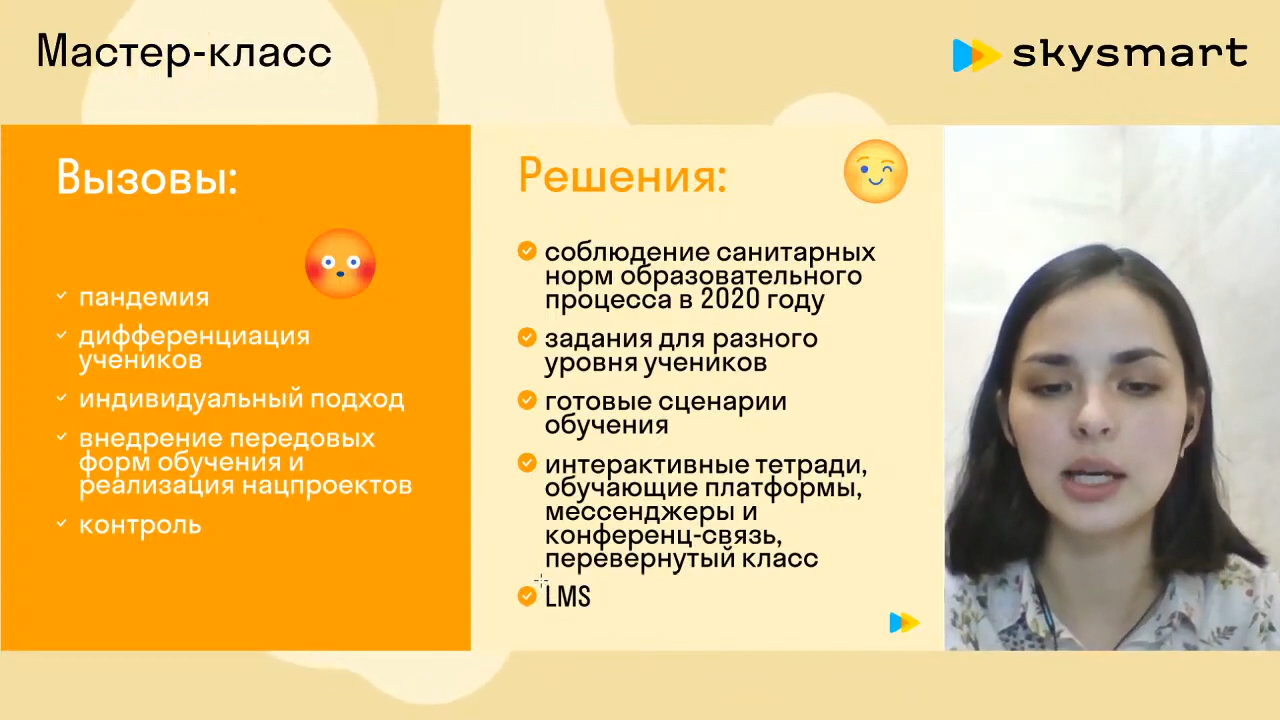 Мастер-класс
skysmart
Вызовы:
пандемия
дифференциация
учеников
индивидуальный подход
внедрение передовых
форм обучения и
реализация нацпроектов
контроль
Решения:
соблюдение санитарных
норм образовательного
процесса в 2020 году
задания для разного
уровня учеников
готовые сценарии
обучения
интерактивные тетради,
обучающие платформы,
мессенджеры и
конференц-связь,
перевернутый класс
LMS